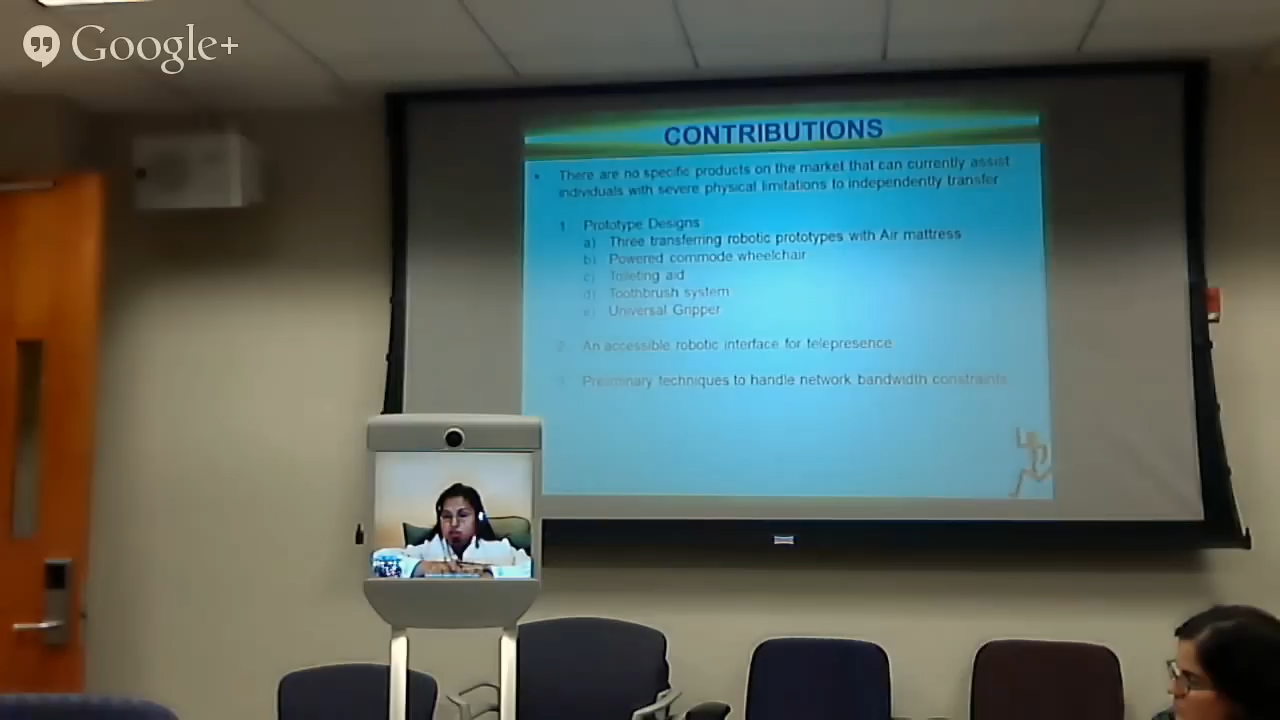 Google+
CONTRIBUTIONS
• There are no specific products on the market that can currently assist
individuals with severe physical limitations to independently transfer
1. Prototype Designs
a) Three transferring robotic prototypes with Air mattress
b) Powered commode wheelchair
c) Toileting aid
d) Toothbrush system
e) Universal Gripper
2. An accessible robotic interface for telepresence
3. Preliminary techniques to handle network bandwidth constraints